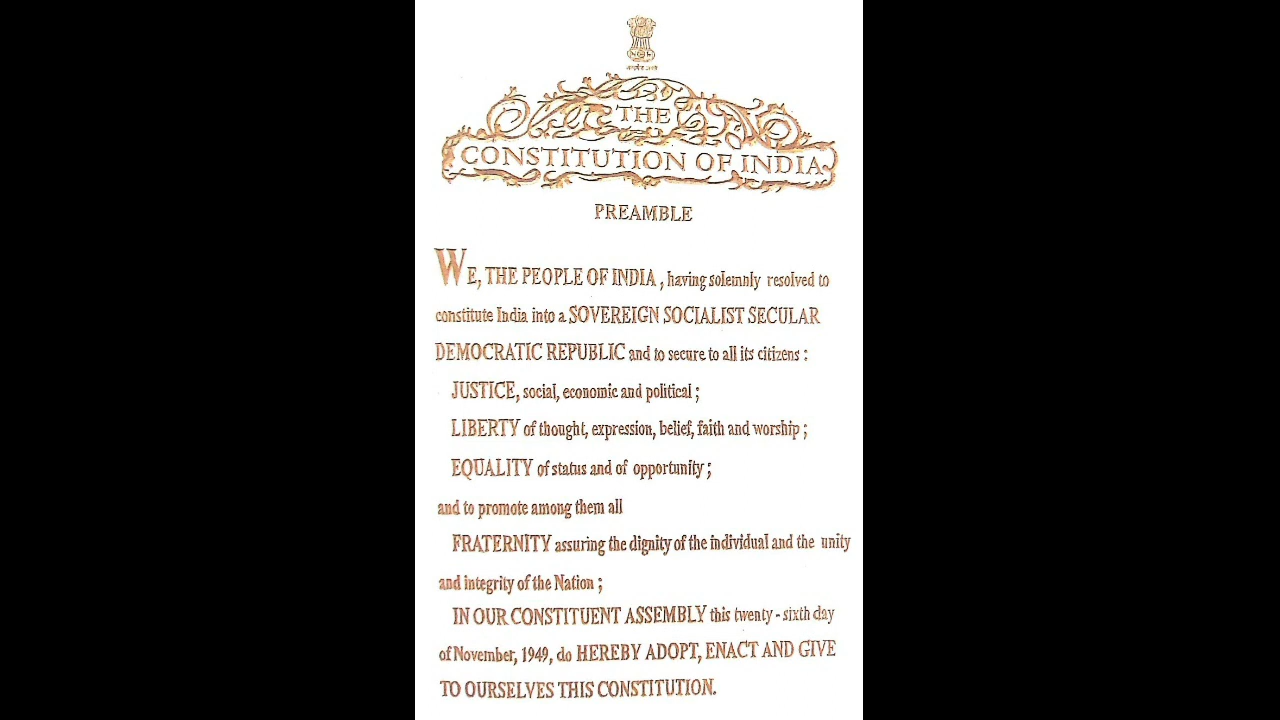 THE
CONSTITUTION OF INDIA
PREAMBLE
WE, THE PEOPLE OF INDIA , having solemnly resolved to
constitute India into a SOVEREIGN SOCIALIST SECULAR
DEMOCRATIC REPUBLIC and to secure to all its citizens :
JUSTICE, social, economic and political ;
LIBERTY of thought, expression, belief, faith and worship ;
EQUALITY of status and of opportunity ;
and to promote among them all
FRATERNITY assuring the dignity of the individual and the unity
and integrity of the Nation ;
IN OUR CONSTITUENT ASSEMBLY this twenty - sixth day
of November, 1949, do HEREBY ADOPT, ENACT AND GIVE
TO OURSELVES THIS CONSTITUTION.